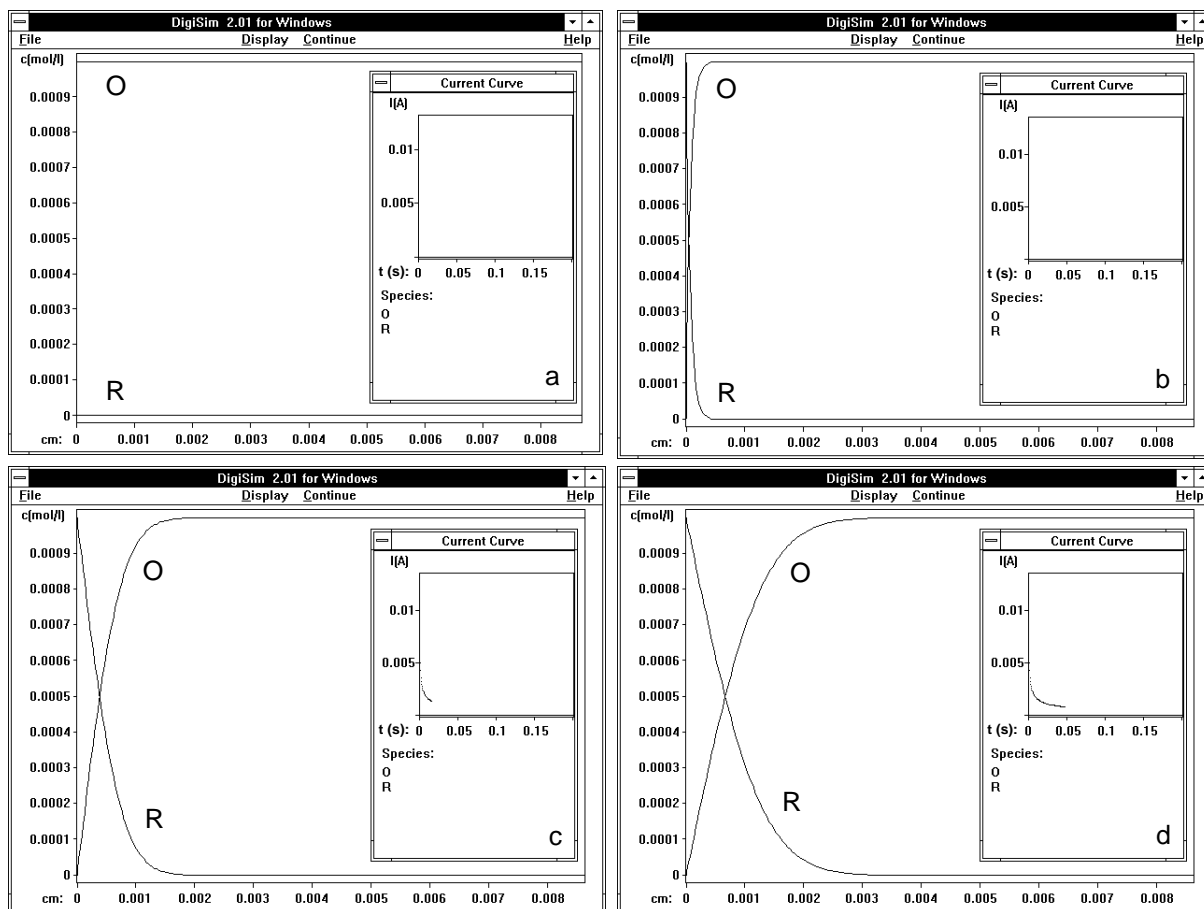 DigiSim 2.01 for Windows
File Display Continue Help
c(mol/l)
0.0009
0.0008
0.0007
0.0006
0.0005
0.0004
0.0003
0.0002
0.0001
0
cm: 0 0.001 0.002 0.003 0.004 0.005 0.006 0.007 0.008
O
R
Current Curve
I(A)
0.01
0.005
t (s): 0 0.05 0.1 0.15
Species:
O
R
a
DigiSim 2.01 for Windows
File Display Continue Help
c(mol/l)
0.0009
0.0008
0.0007
0.0006
0.0005
0.0004
0.0003
0.0002
0.0001
0
cm: 0 0.001 0.002 0.003 0.004 0.005 0.006 0.007 0.008
O
R
Current Curve
I(A)
0.01
0.005
t (s): 0 0.05 0.1 0.15
Species:
O
R
b
DigiSim 2.01 for Windows
File Display Continue Help
c(mol/l)
0.0009
0.0008
0.0007
0.0006
0.0005
0.0004
0.0003
0.0002
0.0001
0
cm: 0 0.001 0.002 0.003 0.004 0.005 0.006 0.007 0.008
O
R
Current Curve
I(A)
0.01
0.005
t (s): 0 0.05 0.1 0.15
Species:
O
R
c
DigiSim 2.01 for Windows
File Display Continue Help
c(mol/l)
0.0009
0.0008
0.0007
0.0006
0.0005
0.0004
0.0003
0.0002
0.0001
0
cm: 0 0.001 0.002 0.003 0.004 0.005 0.006 0.007 0.008
O
R
Current Curve
I(A)
0.01
0.005
t (s): 0 0.05 0.1 0.15
Species:
O
R
d